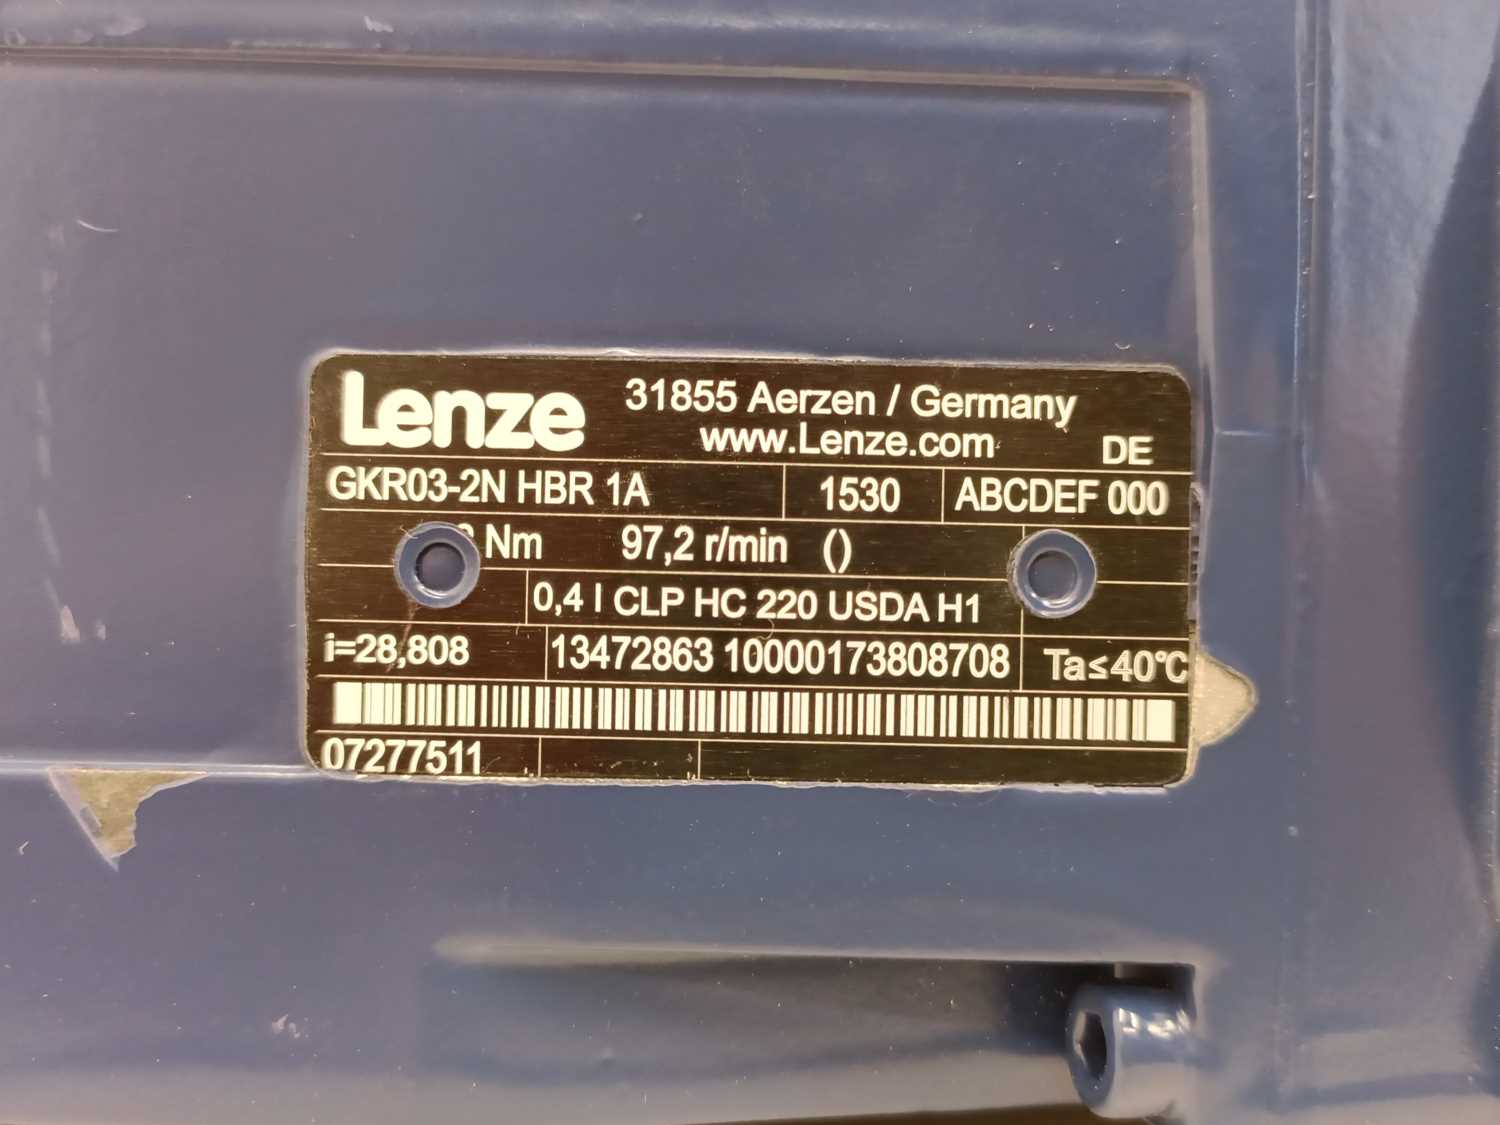 Lenze
31855 Aerzen / Germany
www.Lenze.com
DE
GKR03-2N HBR 1A 1530 ABCDEF 000
Nm 97,2 r/min ()
0,4 l CLP HC 220 USDA H1
i=28,808 13472863 10000173808708 Ta≤40°C
07277511